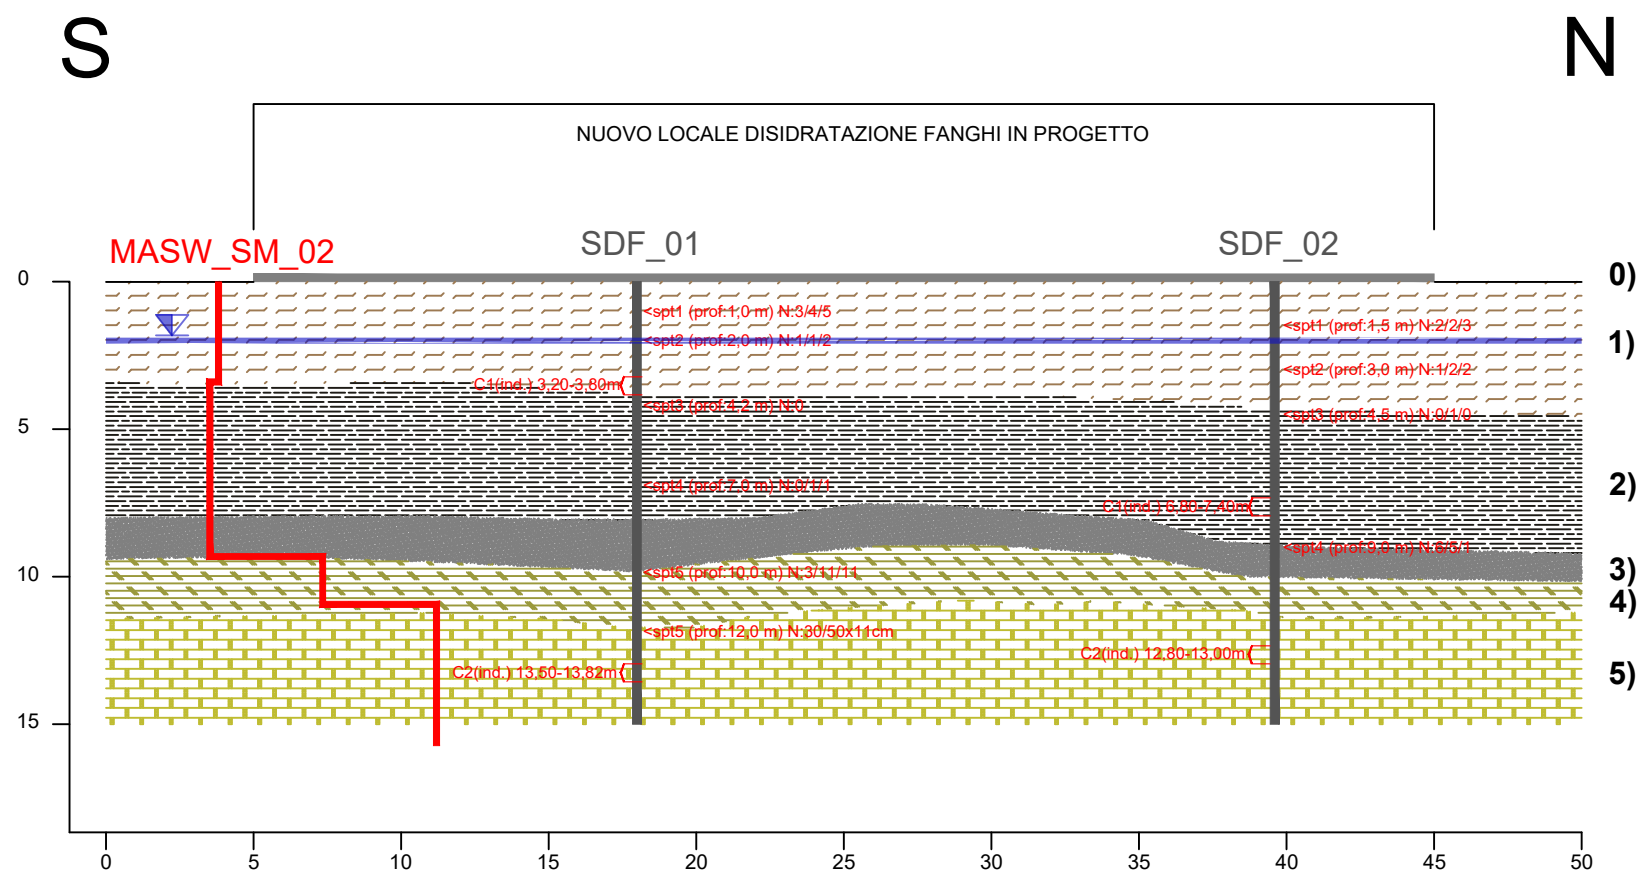 S
N
NUOVO LOCALE DISIDRATAZIONE FANGHI IN PROGETTO
MASW_SM_02
SDF_01
SDF_02
0
0)
<spt1 (prof:1,0 m) N:3/4/5
<spt1 (prof:1,5 m) N:2/2/3
<spt2 (prof:2,0 m) N:1/1/2
1)
<spt2 (prof:3,0 m) N:1/2/2
C1(ind.) 3,20-3,80m
<spt3 (prof:4,2 m) N:0
<spt3 (prof:4,5 m) N:0/1/0
5
<spt4 (prof:7,0 m) N:0/1/1
2)
C1(ind.) 6,80-7,40m
<spt4 (prof:9,0 m) N:6/5/1
10
<spt5 (prof:10,0 m) N:3/11/11
3)
4)
<spt5 (prof:12,0 m) N:30/50x11cm
C2(ind.) 12,80-13,00m
C2(ind.) 13,50-13,82m
5)
15
0 5 10 15 20 25 30 35 40 45 50